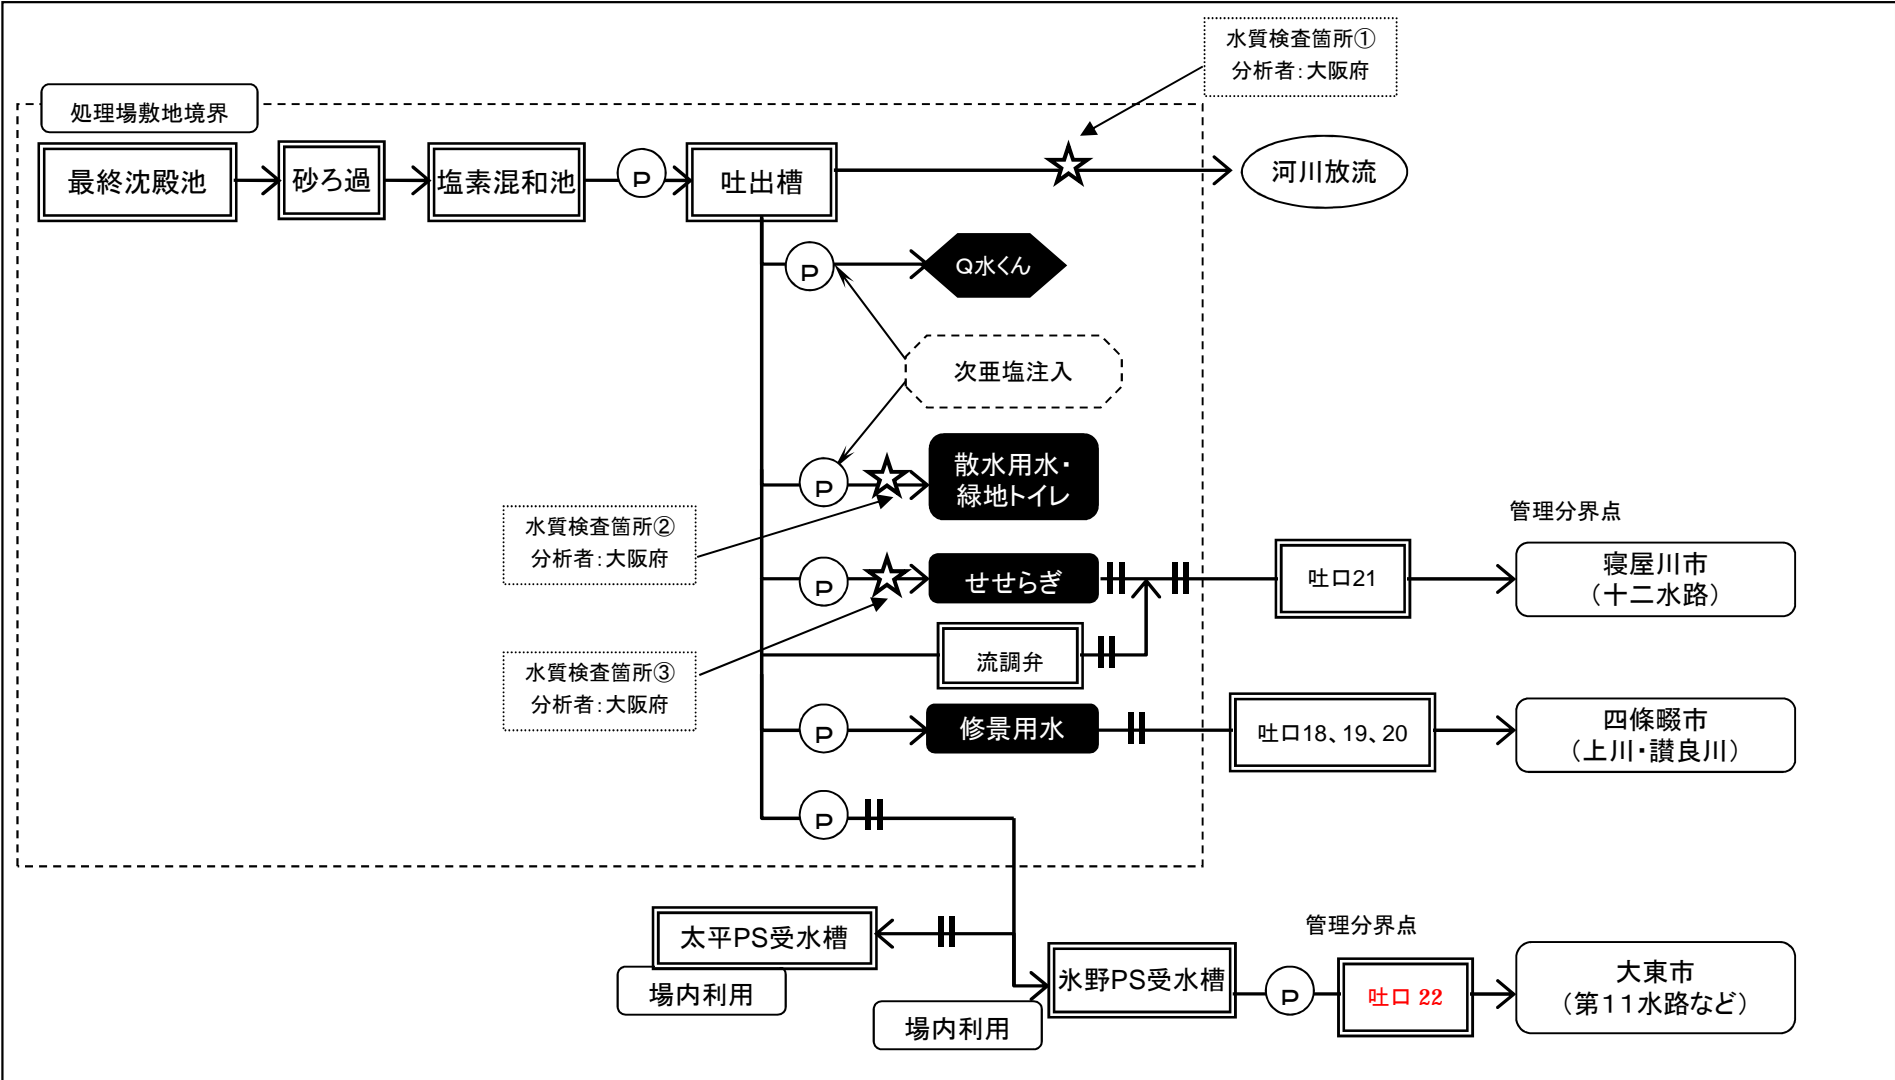 水質検査箇所①
分析者：大阪府
処理場敷地境界
最終沈殿池
砂ろ過
塩素混和池
P
吐出槽
河川放流
P
Q水くん
次亜塩注入
P
散水用水・
緑地トイレ
水質検査箇所②
分析者：大阪府
管理分界点
P
せせらぎ
吐口21
寝屋川市
（十二水路）
流調弁
水質検査箇所③
分析者：大阪府
P
修景用水
吐口18、19、20
四條畷市
（上川・讃良川）
P
太平PS受水槽
場内利用
氷野PS受水槽
場内利用
P
管理分界点
吐口 22
大東市
（第１１水路など）